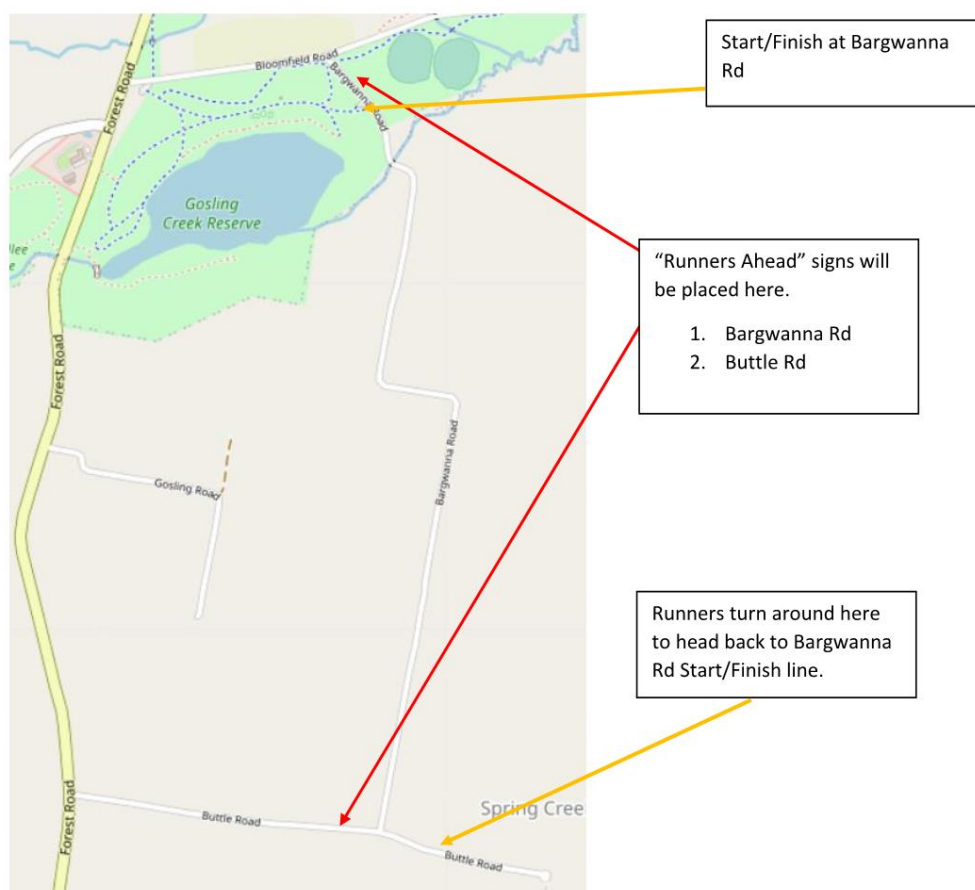 Start/Finish at Bargwanna
Rd
Bloomfield Road
Bargwanna Road
Forest Road
Gosling
Creek Reserve
“Runners Ahead” signs will
be placed here.
1. Bargwanna Rd
2. Buttle Rd
Forest Road
Bargwanna Road
Gosling Road
Runners turn around here
to head back to Bargwanna
Rd Start/Finish line.
Spring Cree
Buttle Road
Forest Road
Buttle Road